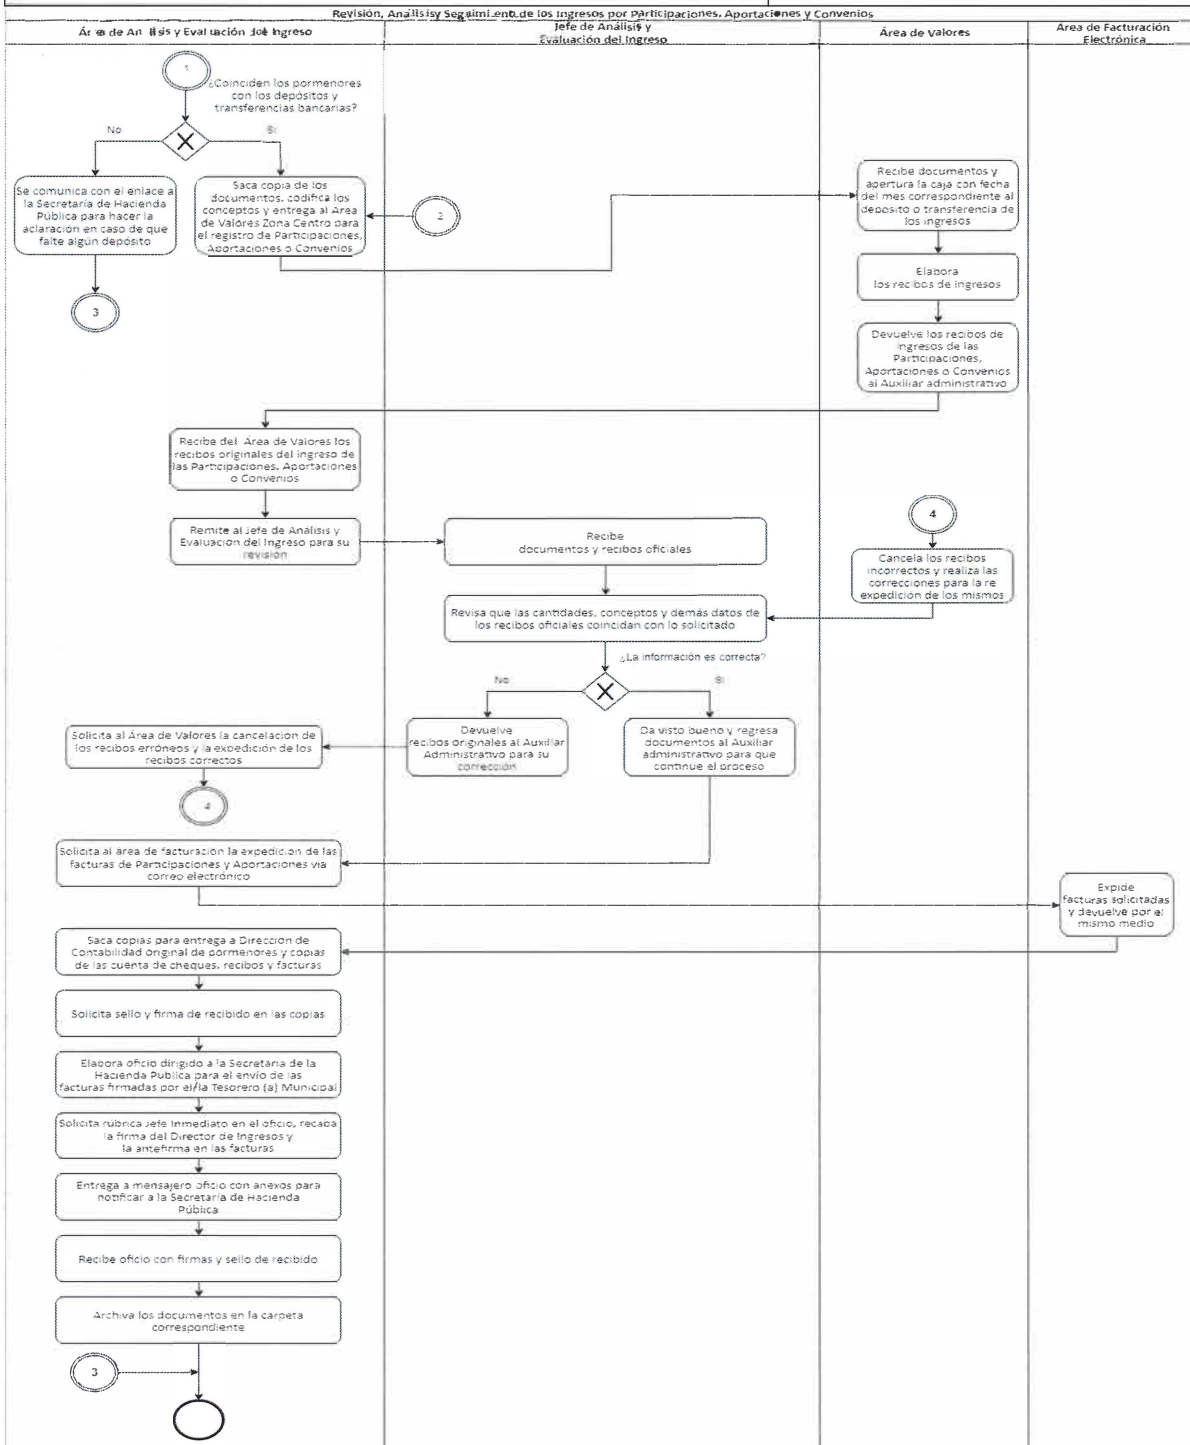 Revisión, Análisis y Seguimiento de los Ingresos por Participaciones, Aportaciones y Convenios
Área de Análisis y Evaluación del Ingreso
Jefe de Análisis y
Evaluación del Ingreso
Área de Valores
Área de Facturación
Electrónica
1
¿Coinciden los pormenores
con los depósitos y
transferencias bancarias?
No
Si
Se comunica con el enlace a
la Secretaría de Hacienda
Pública para hacer la
aclaración en caso de que
falte algún depósito
Saca copia de los
documentos, codifica los
conceptos y entrega al Area
de Valores Zona Centro para
el registro de Participaciones,
Aportaciones o Convenios
2
3
Recibe documentos y
apertura la caja con fecha
del mes correspondiente al
deposito o transferencia de
los ingresos
Elabora
los recibos de ingresos
Devuelve los recibos de
Ingresos de las
Participaciones,
Aportaciones o Convenios
al Auxiliar administrativo
Recibe del Área de Valores los
recibos originales del ingreso de
las Participaciones, Aportaciones
o Convenios
Remite al Jefe de Análisis y
Evaluación del Ingreso para su
revisión
Recibe
documentos y recibos oficiales
4
Cancela los recibos
incorrectos y realiza las
correcciones para la re
expedición de los mismos
Revisa que las cantidades, conceptos y demás datos de
los recibos oficiales coincidan con lo solicitado
¿La información es correcta?
No
Si
Solicita al Área de Valores la cancelacion de
los recibos erróneos y la expedición de los
recibos correctos
Devuelve
recibos originales al Auxiliar
Administrativo para su
corrección
Da visto bueno y regresa
documentos al Auxiliar
administrativo para que
continúe el proceso
4
Solicita al área de facturación la expedición de las
facturas de Participaciones y Aportaciones via
correo electrónico
Expide
facturas solicitadas
y devuelve por el
mismo medio
Saca copias para entrega a Dirección de
Contabilidad original de pormenores y copias
de las cuenta de cheques, recibos y facturas
Solicita sello y firma de recibido en las copias
Elabora oficio dirigido a la Secretaria de la
Hacienda Pública para el envío de las
facturas firmadas por el/la Tesorero (a) Municipal
Solicita rúbrica Jefe Inmediato en el oficio, recaba
la firma del Director de Ingresos y
la antefirma en las facturas
Entrega a mensajero oficio con anexos para
notificar a la Secretaría de Hacienda
Pública
Recibe oficio con firmas y sello de recibido
Archiva los documentos en la carpeta
correspondiente
3